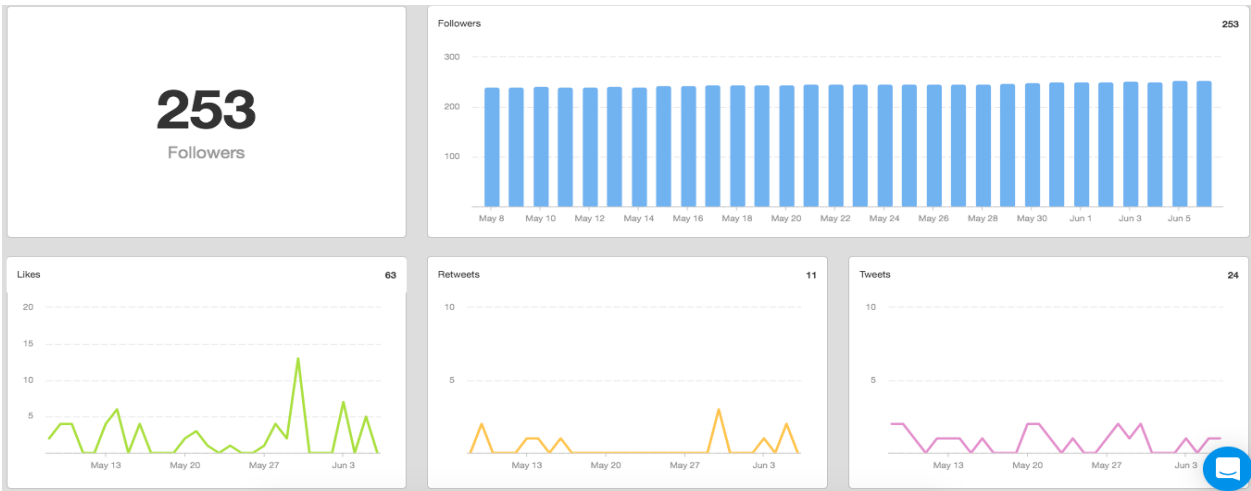 253
Followers
Followers 253
300
200
100
May 8 May 10 May 12 May 14 May 16 May 18 May 20 May 22 May 24 May 26 May 28 May 30 Jun 1 Jun 3 Jun 5
Likes 63
20
15
10
5
May 13 May 20 May 27 Jun 3
Retweets 11
10
5
May 13 May 20 May 27 Jun 3
Tweets 24
10
5
May 13 May 20 May 27 Jun 3